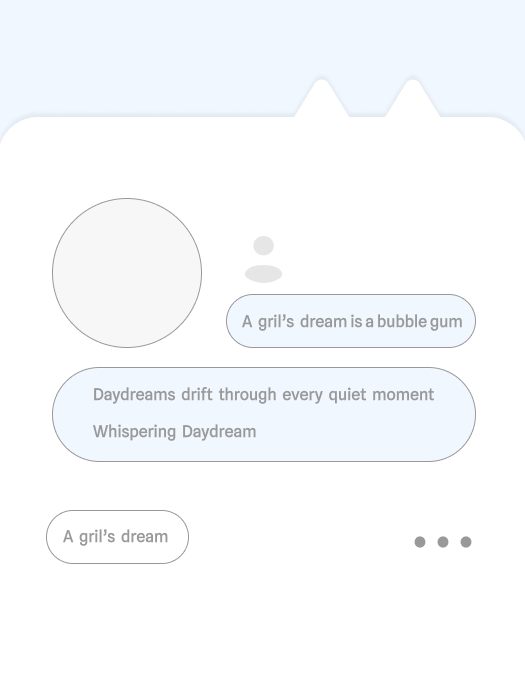 A gril's dream is a bubble gum
Daydreams drift through every quiet moment
Whispering Daydream
A gril's dream